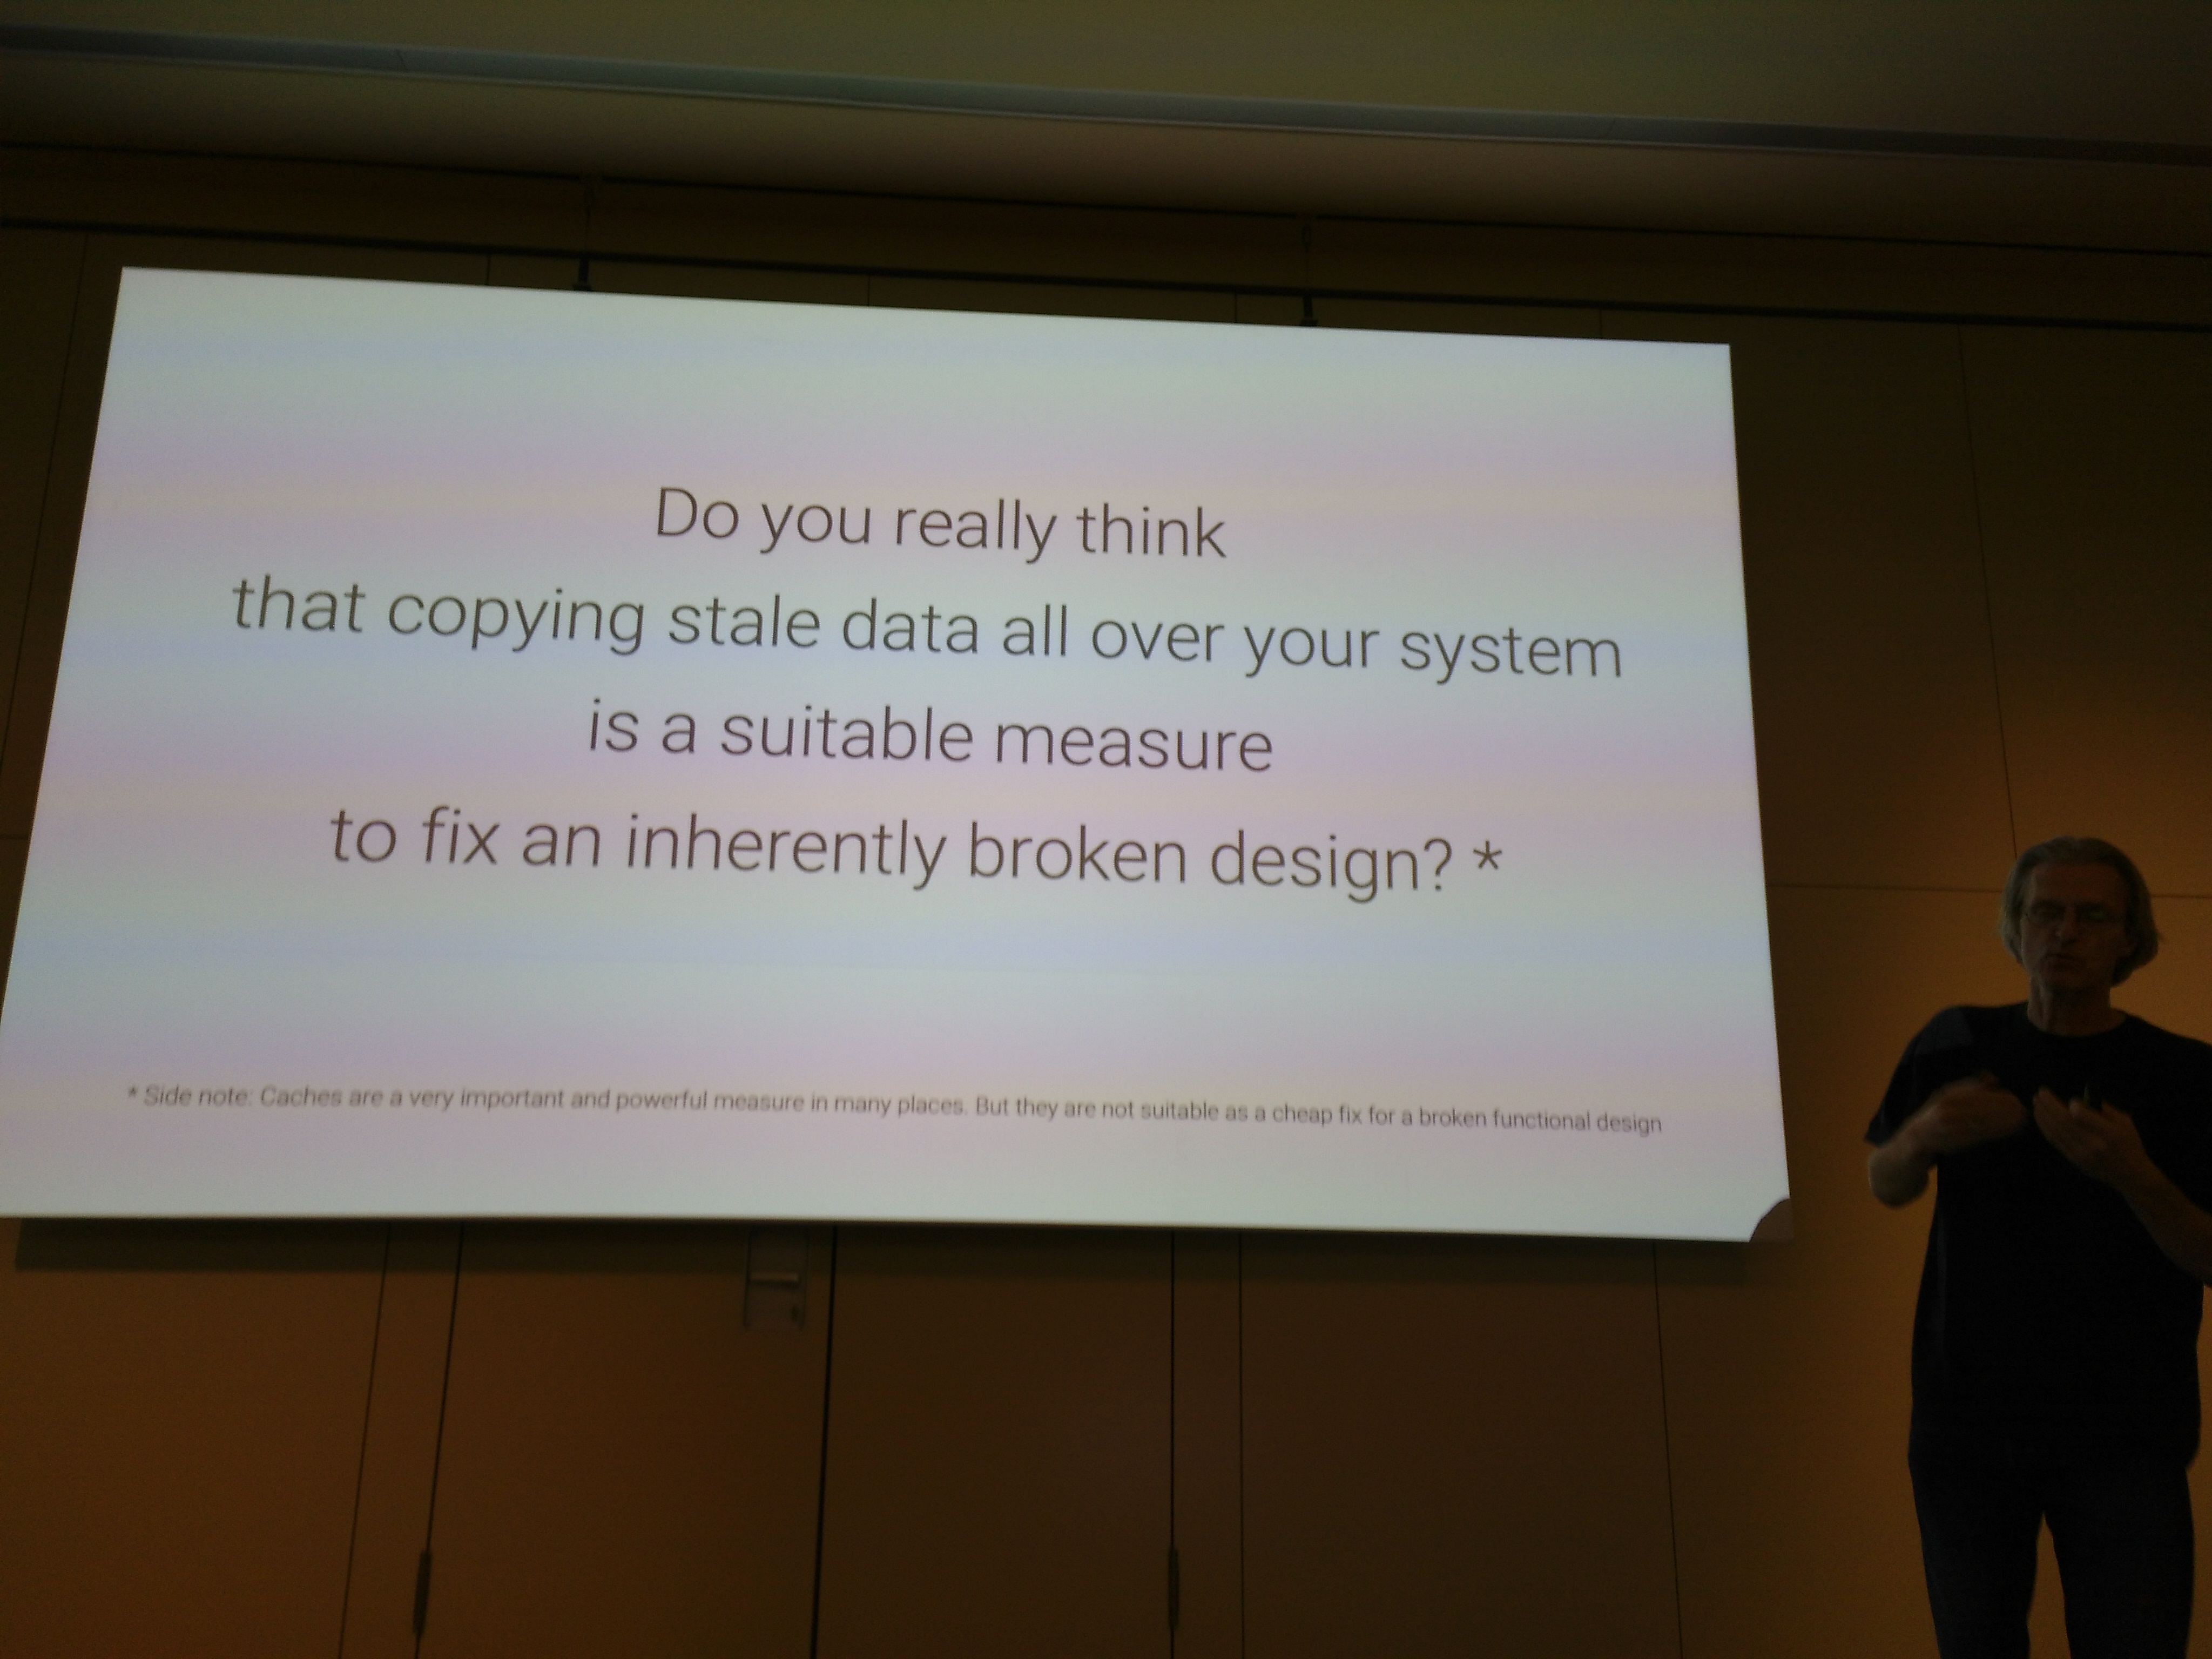 Do you really think
that copying stale data all over your system
is a suitable measure
to fix an inherently broken design? *
* Side note: Caches are a very important and powerful measure in many places. But they are not suitable as a cheap fix for a broken functional design